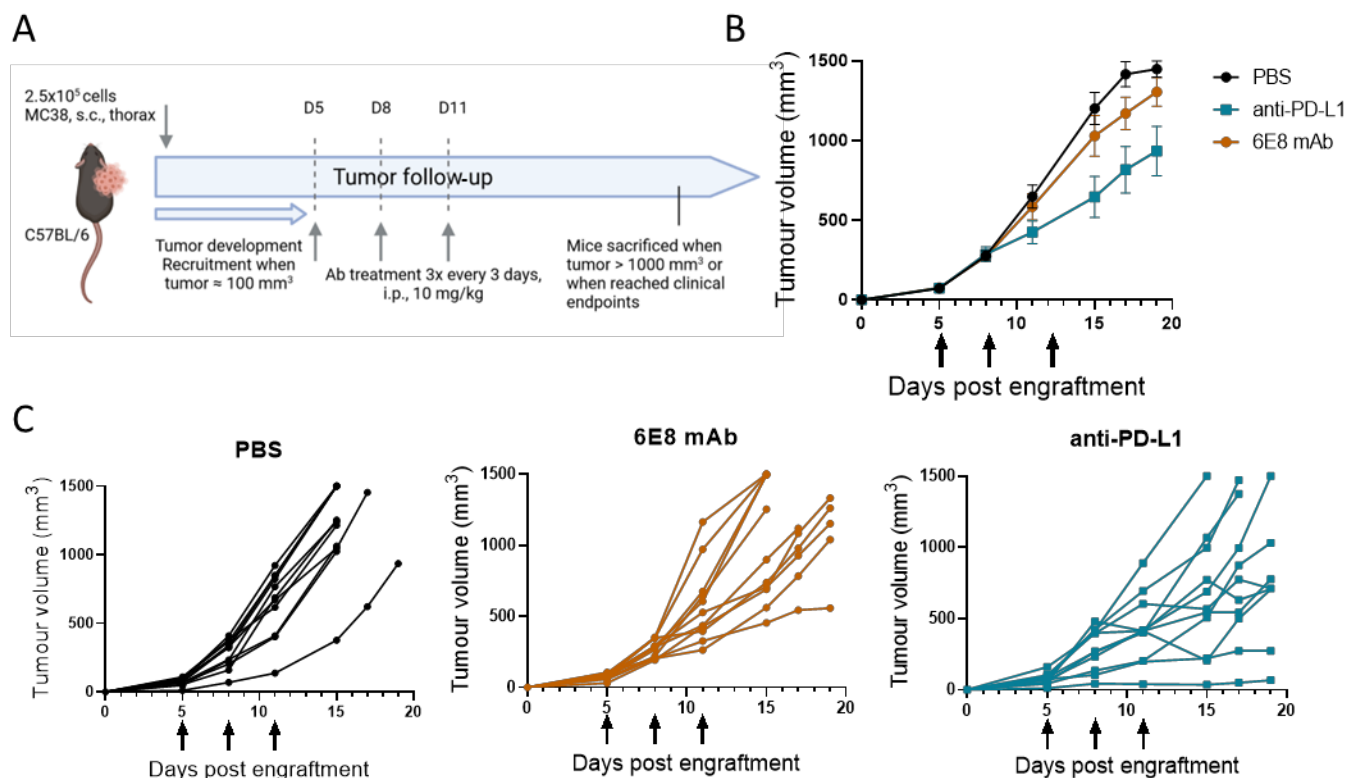 A
2.5x10⁵ cells
MC38, s.c., thorax
D5
D8
D11
Tumor follow-up
C57BL/6
Tumor development
Recruitment when
tumor ≈ 100 mm³
Ab treatment 3x every 3 days,
i.p., 10 mg/kg
Mice sacrificed when
tumor > 1000 mm³ or
when reached clinical
endpoints
B
Tumour volume (mm³)
1500
1000
500
0
0 5 10 15 20
Days post engraftment
PBS
anti-PD-L1
6E8 mAb
C
PBS
Tumour volume (mm³)
1500
1000
500
0
0 5 10 15 20
Days post engraftment
6E8 mAb
Tumour volume (mm³)
1500
1000
500
0
0 5 10 15 20
Days post engraftment
anti-PD-L1
Tumour volume (mm³)
1500
1000
500
0
0 5 10 15 20
Days post engraftment